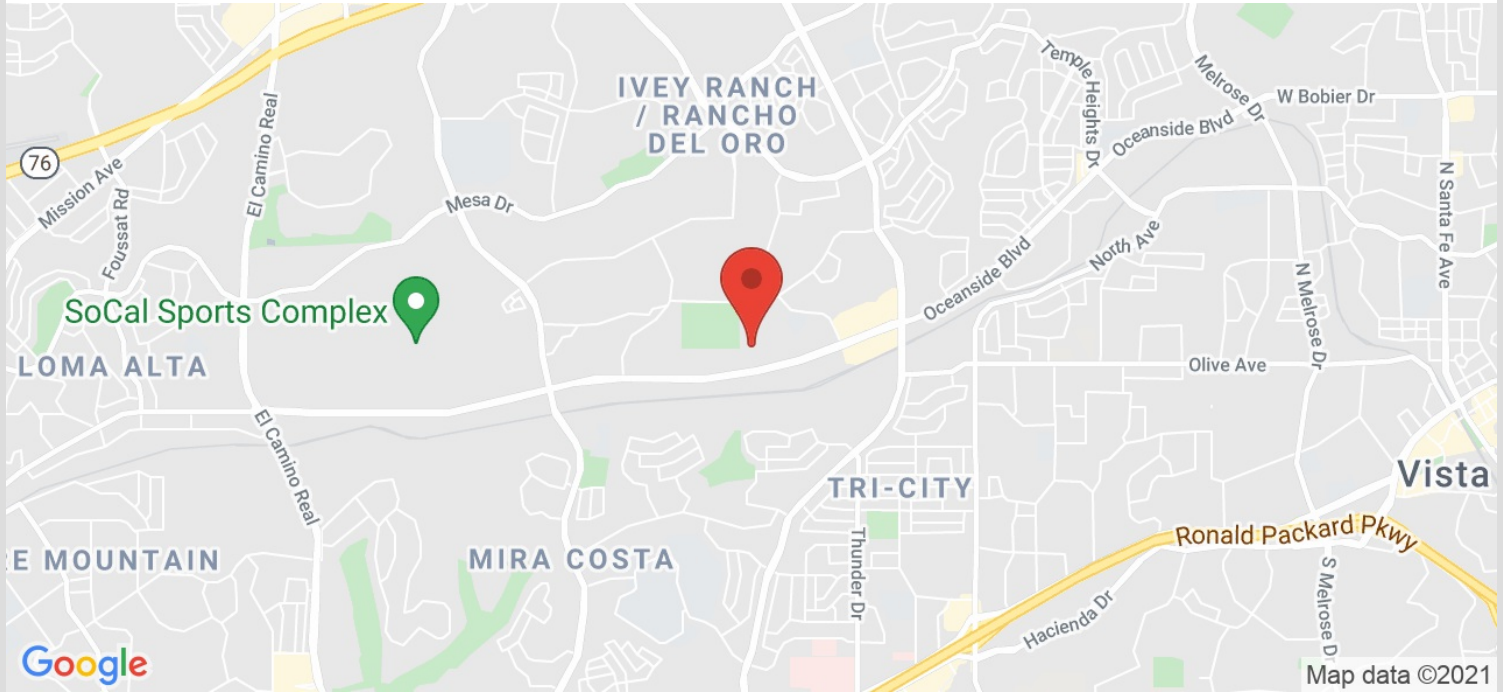 IVEY RANCH
/ RANCHO
DEL ORO
Temple Heights Dr
Melrose Dr
W Bobier Dr
Oceanside Blvd
76
Mission Ave
El Camino Real
Foussat Rd
Mesa Dr
N Santa Fe Ave
North Ave
Oceanside Blvd
N Melrose Dr
SoCal Sports Complex
LOMA ALTA
Olive Ave
El Camino Real
TRI-CITY
Vista
Ronald Packard Pkwy
E MOUNTAIN
MIRA COSTA
Thunder Dr
Hacienda Dr
S Melrose Dr
Google
Map data ©2021